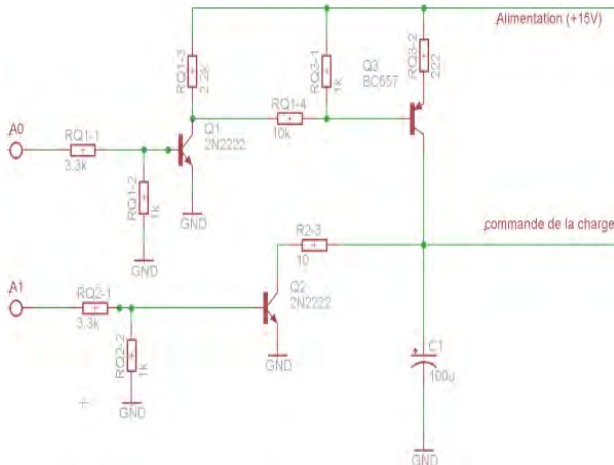 Alimentation (+15V)
RQ1-3
2.2k
RQ3-1
1k
Q3
BC557
RQ3-2
222
A0
RQ1-1
3.3k
RQ1-4
10k
Q1
2N2222
RQ1-2
1k
GND
GND
R2-3
10
commande de la charge
A1
RQ2-1
3.3k
Q2
2N2222
RQ2-2
1k
GND
GND
C1
100u
GND